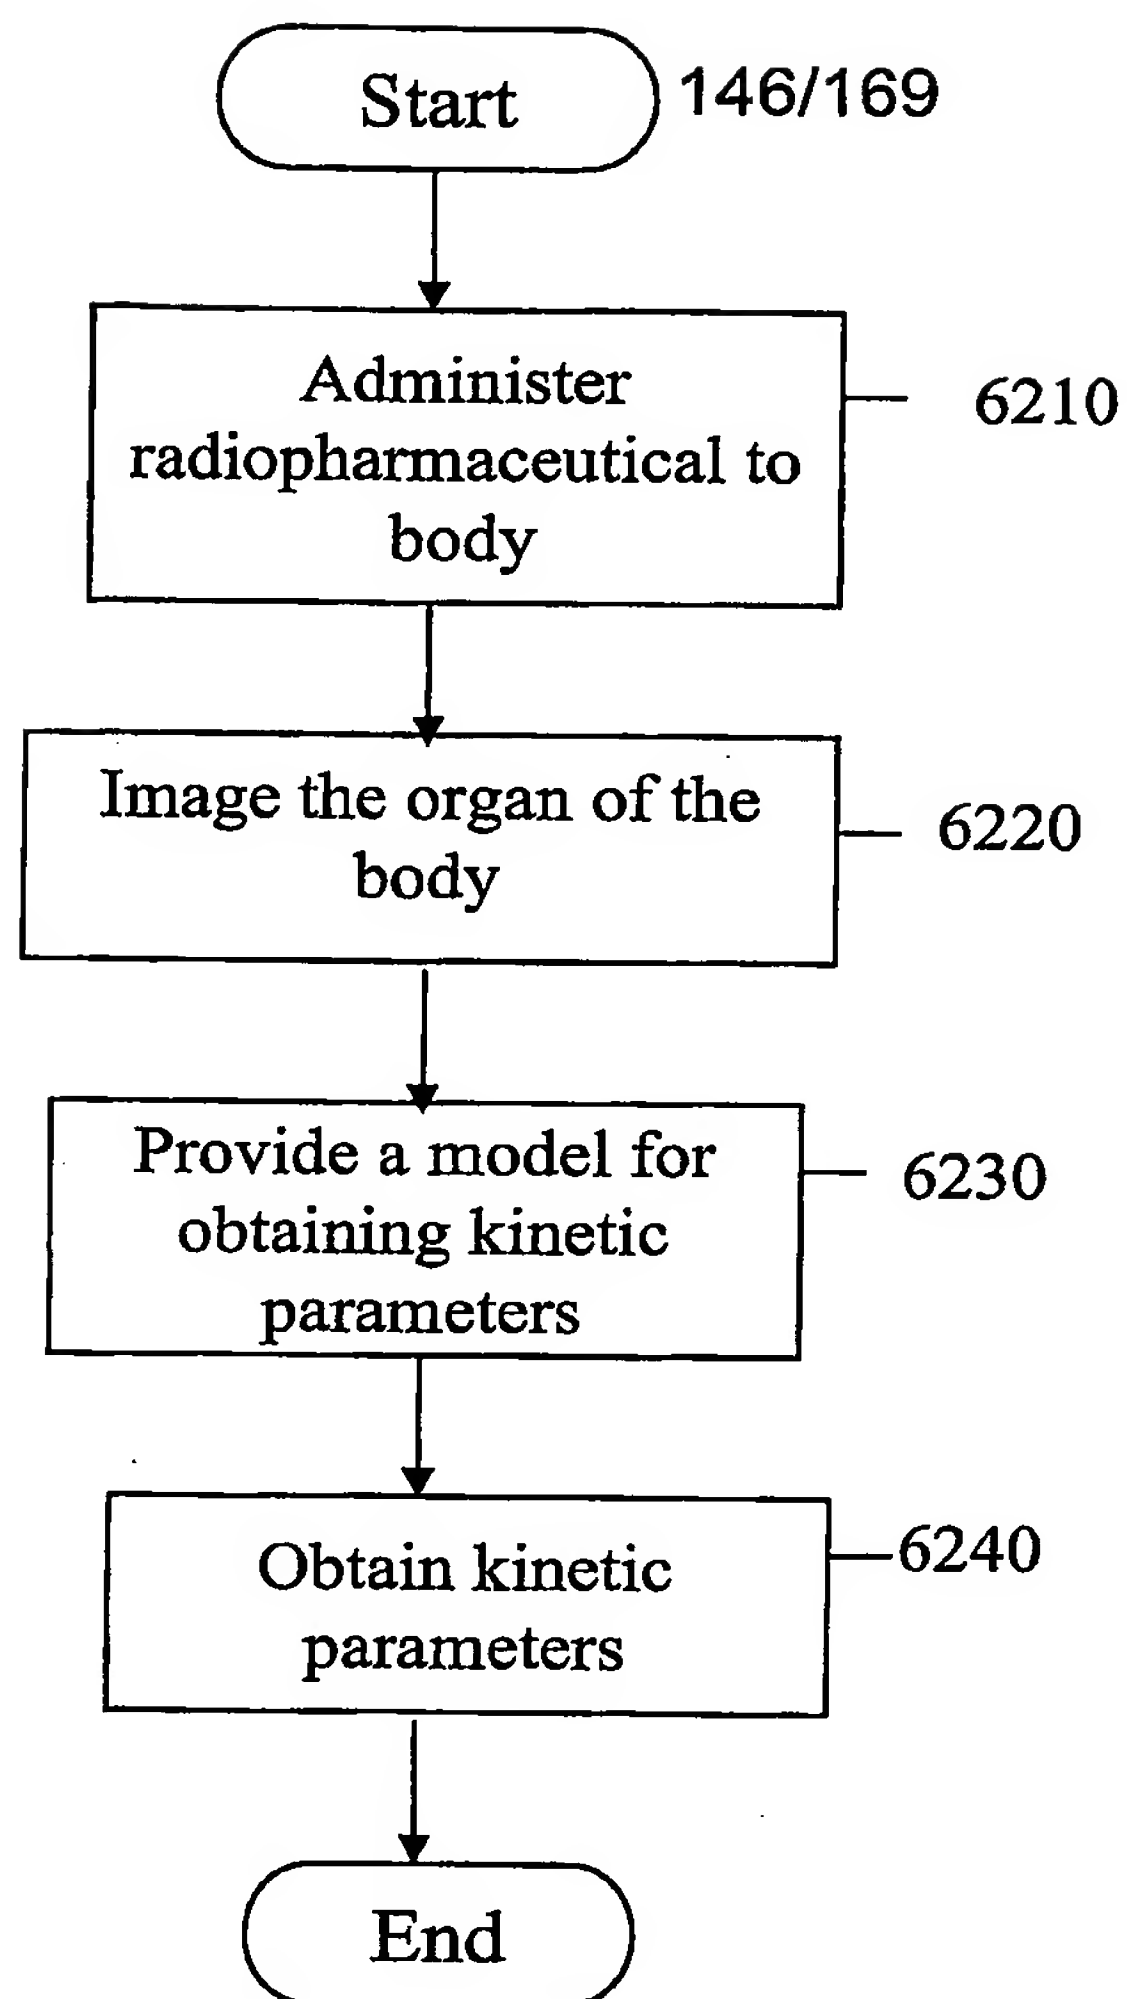 Start
146/169
Administer
radiopharmaceutical to
body
6210
Image the organ of the
body
6220
Provide a model for
obtaining kinetic
parameters
6230
Obtain kinetic
parameters
6240
End